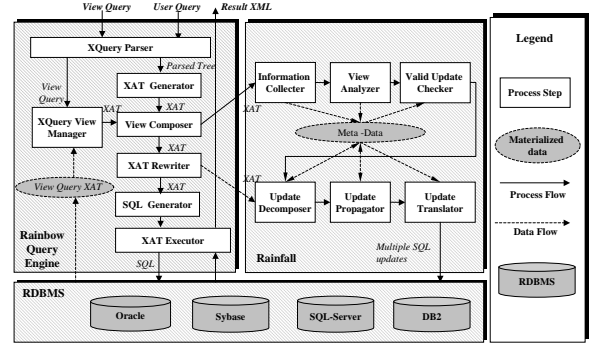 View Query
User Query
Result XML
XQuery Parser
View
Query
Parsed Tree
XAT Generator
XAT
XAT
XQuery View
Manager
View Composer
XAT
XAT Rewriter
View Query XAT
XAT
SQL Generator
XAT
XAT Executor
Rainbow
Query
Engine
SQL
XAT
Information
Collecter
View
Analyzer
Valid Update
Checker
Meta -Data
XAT
Update
Decomposer
Update
Propagator
Update
Translator
Multiple SQL
updates
Rainfall
RDBMS
Oracle
Sybase
SQL-Server
DB2
Legend
Process Step
Materialized
data
Process Flow
Data Flow
RDBMS